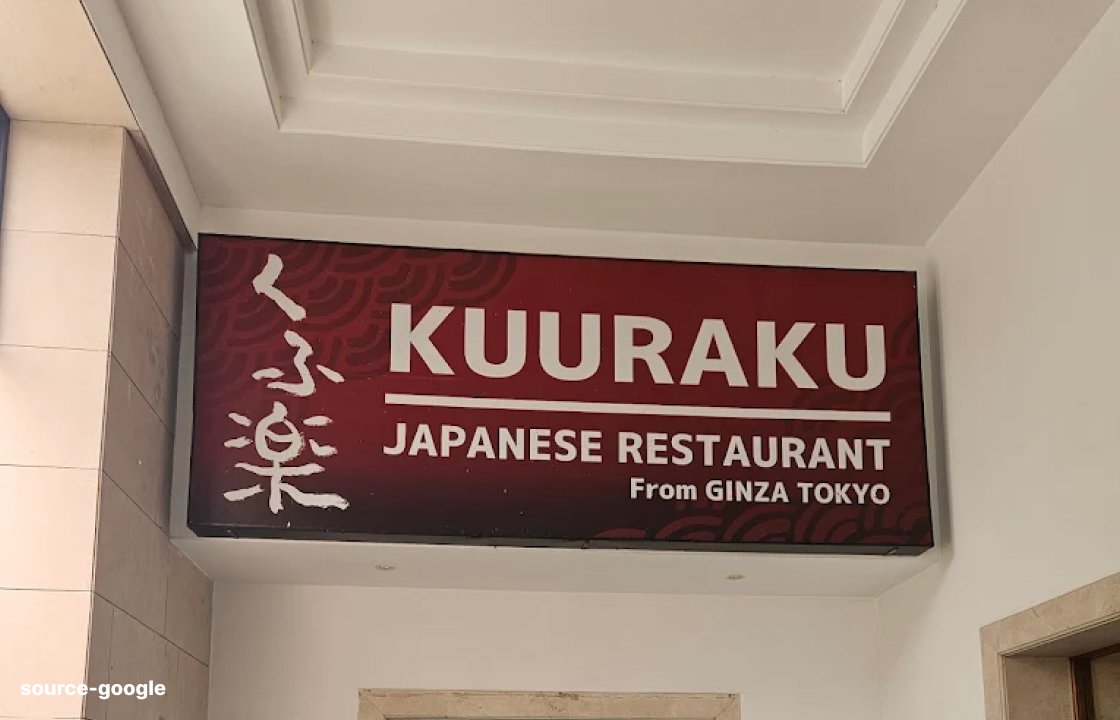 くふ楽
KUURAKU
JAPANESE RESTAURANT
From GINZA TOKYO
source-google